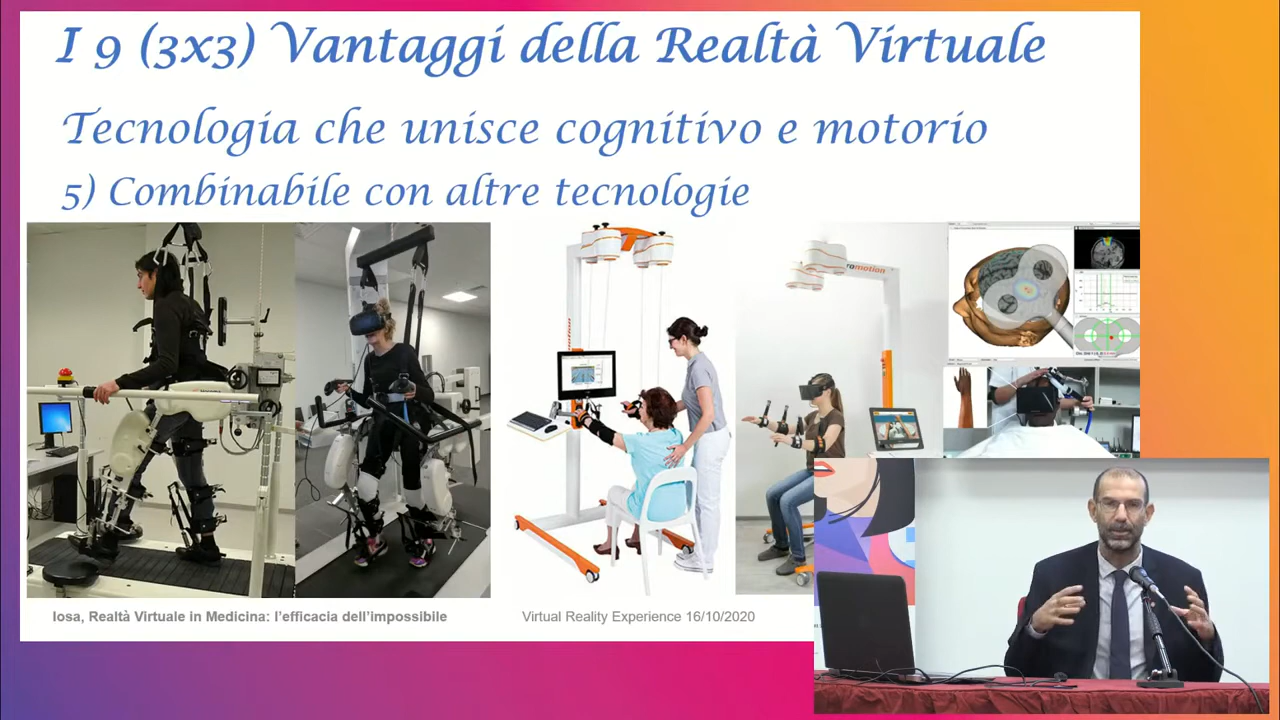 I 9 (3x3) Vantaggi della Realtà Virtuale
Tecnologia che unisce cognitivo e motorio
5) Combinabile con altre tecnologie
Iosa, Realtà Virtuale in Medicina: l'efficacia dell'impossibile
Virtual Reality Experience 16/10/2020